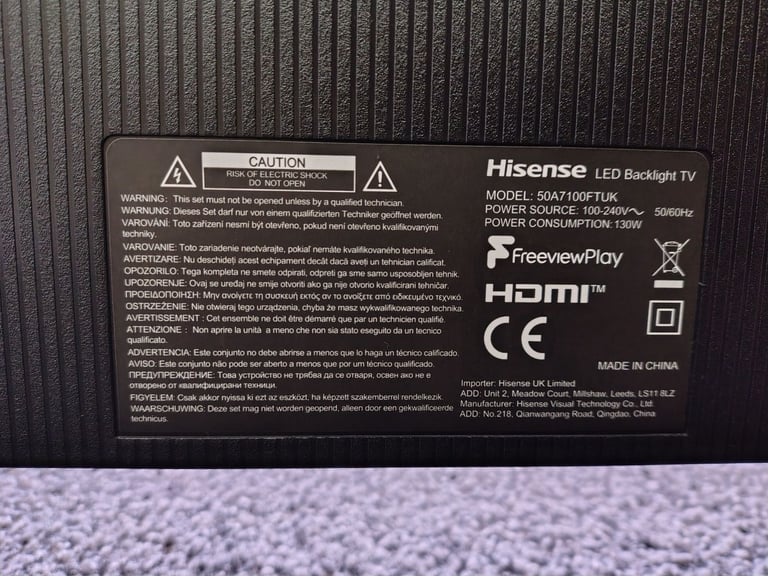 CAUTION
RISK OF ELECTRIC SHOCK
DO NOT OPEN
WARNING: This set must not be opened unless by a qualified technician.
WARNUNG: Dieses Set darf nur von einem qualifizierten Techniker geöffnet werden.
VAROVÁNÍ: Toto zařízení nesmí být otevřeno, pokud není otevřeno kvalifikovanými
techniky.
VAROVANIE: Toto zariadenie neotvárajte, pokiaľ nemáte kvalifikovaného technika.
AVERTIZARE: Nu deschideți acest echipament decât dacă aveți un tehnician calificat.
OPOZORILO: Tega kompleta ne smete odpirati, odpreti ga sme samo usposobljen tehnik.
UPOZORENJE: Ovaj se uređaj ne smije otvoriti ako ga nije otvorio kvalificirani tehničar.
ΠΡΟΕΙΔΟΠΟΙΗΣΗ: Μην ανοίγετε τη συσκευή εκτός αν το ανοίξετε από ειδικευμένο τεχνικό.
OSTRZEŻENIE: Nie otwieraj tego urządzenia, chyba że masz wykwalifikowanego technika.
AVERTISSEMENT : Cet ensemble ne doit être démarré que par un technicien qualifié.
ATTENZIONE : Non aprire la unità a meno che non sia stato eseguito da un tecnico
qualificato.
ADVERTENCIA: Este conjunto no debe abrirse a menos que lo haga un técnico calificado.
AVISO: Este conjunto não pode ser aberto a menos que por um técnico qualificado.
ПРЕДУПРЕЖДЕНИЕ: Това устройство не трябва да се отваря, освен ако не е
отворено от квалифицирани техници.
FIGYELEM: Csak akkor nyissa ki ezt az eszközt, ha képzett szakemberrel rendelkezik.
WAARSCHUWING: Deze set mag niet worden geopend, alleen door een gekwalificeerde
technicus.
Hisense LED Backlight TV
MODEL: 50A7100FTUK
POWER SOURCE: 100-240V～ 50/60Hz
POWER CONSUMPTION: 130W
FreeviewPlay
HDMI™
CE
MADE IN CHINA
Importer: Hisense UK Limited
ADD: Unit 2, Meadow Court, Millshaw, Leeds, LS11 8LZ
Manufacturer: Hisense Visual Technology Co., Ltd.
ADD: No.218, Qianwangang Road, Qingdao, China